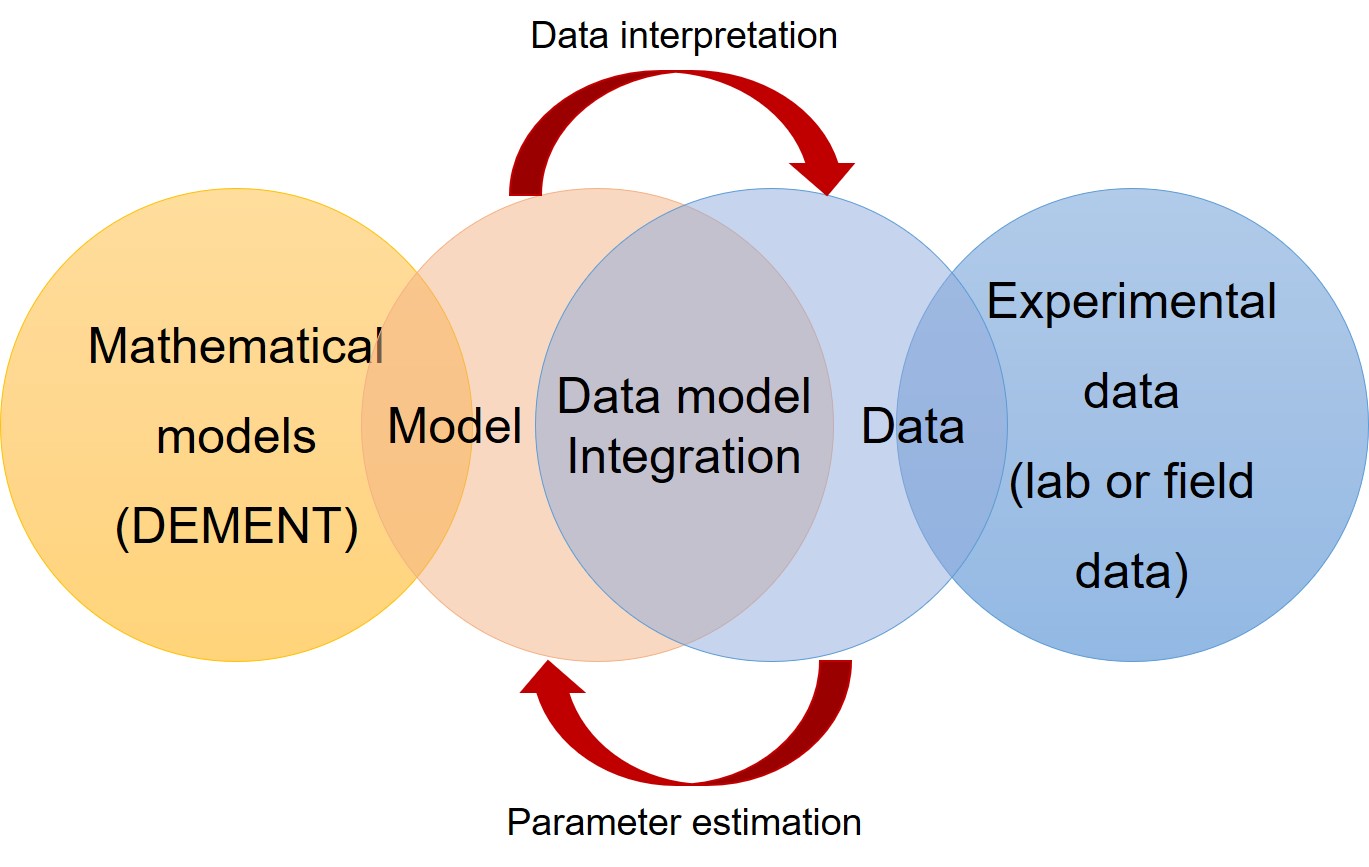 Data interpretation
Mathematical
models
(DEMENT)
Model
Data model
Integration
Data
Experimental
data
(lab or field
data)
Parameter estimation